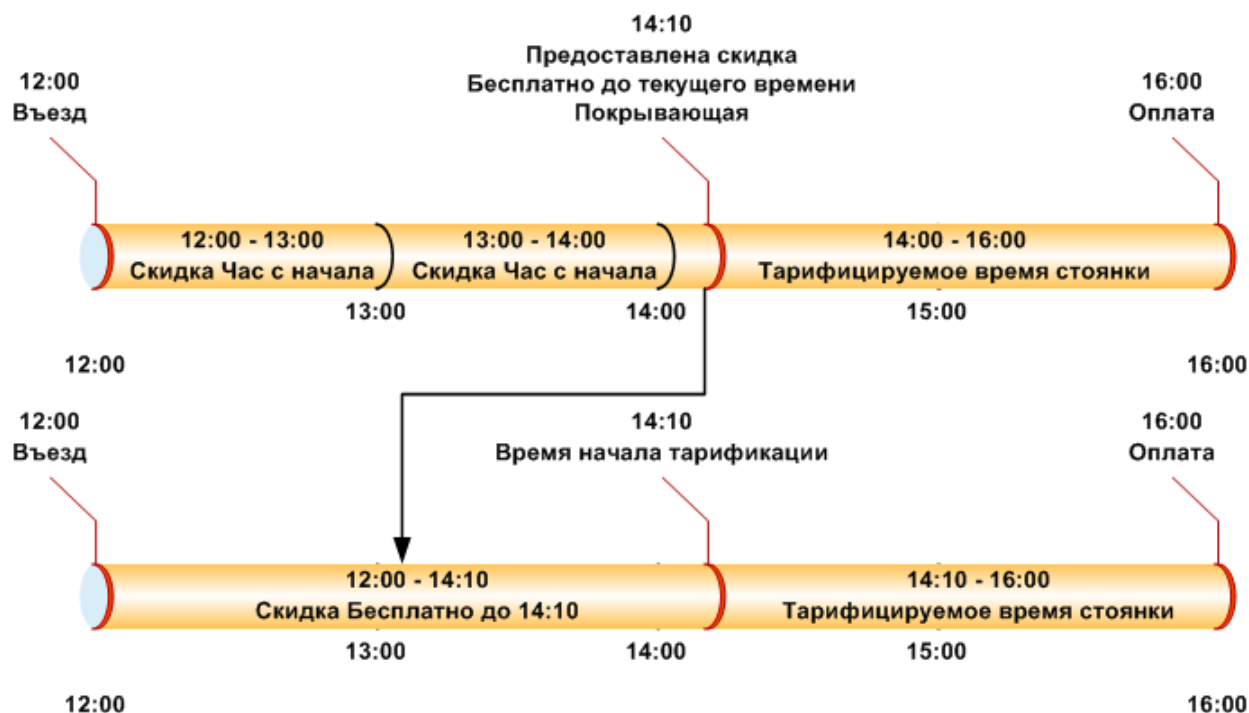 14:10
Предоставлена скидка
Бесплатно до текущего времени
Покрывающая
12:00
Въезд
16:00
Оплата
12:00 - 13:00
Скидка Час с начала
13:00 - 14:00
Скидка Час с начала
14:00 - 16:00
Тарифицируемое время стоянки
13:00
14:00
15:00
12:00
16:00
12:00
Въезд
14:10
Время начала тарификации
16:00
Оплата
12:00 - 14:10
Скидка Бесплатно до 14:10
14:10 - 16:00
Тарифицируемое время стоянки
13:00
14:00
15:00
12:00
16:00